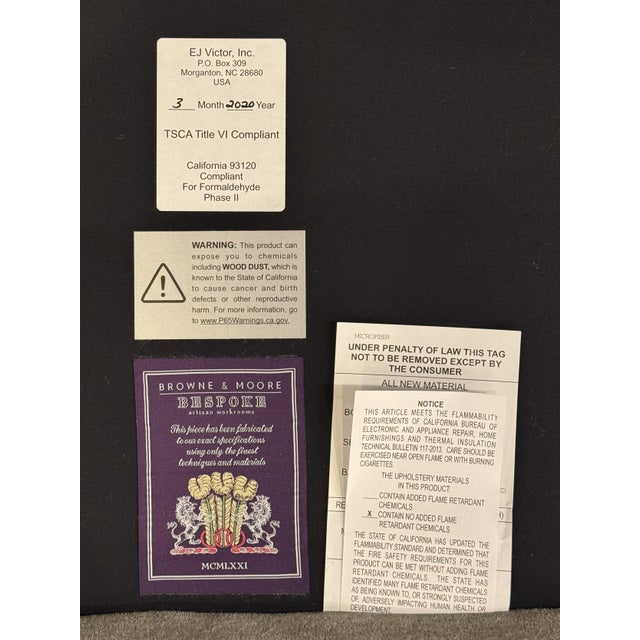 EJ Victor, Inc.
P.O. Box 309
Morganton, NC 28680
USA
3 Month 2020 Year
TSCA Title VI Compliant
California 93120
Compliant
For Formaldehyde
Phase II
WARNING: This product can
expose you to chemicals
including WOOD DUST, which is
known to the State of California
to cause cancer and birth
defects or other reproductive
harm. For more information, go
to www.P65Warnings.ca.gov.
BROWNE & MOORE
BESPOKE
artisan workrooms
This piece has been fabricated
to our exact specifications
using only the finest
techniques and materials
MCMLXXI
MICROFIBER
UNDER PENALTY OF LAW THIS TAG
NOT TO BE REMOVED EXCEPT BY
THE CONSUMER
ALL NEW MATERIAL
NOTICE
THIS ARTICLE MEETS THE FLAMMABILITY
REQUIREMENTS OF CALIFORNIA BUREAU OF
ELECTRONIC AND APPLIANCE REPAIR, HOME
FURNISHINGS AND THERMAL INSULATION
TECHNICAL BULLETIN 117-2013. CARE SHOULD BE
EXERCISED NEAR OPEN FLAME OR WITH BURNING
CIGARETTES.
THE UPHOLSTERY MATERIALS
IN THIS PRODUCT:
CONTAIN ADDED FLAME RETARDANT
CHEMICALS
X CONTAIN NO ADDED FLAME
RETARDANT CHEMICALS
THE STATE OF CALIFORNIA HAS UPDATED THE
FLAMMABILITY STANDARD AND DETERMINED THAT
THE FIRE SAFETY REQUIREMENTS FOR THIS
PRODUCT CAN BE MET WITHOUT ADDING FLAME
RETARDANT CHEMICALS. THE STATE HAS
IDENTIFIED MANY FLAME RETARDANT CHEMICALS
AS BEING KNOWN TO, OR STRONGLY SUSPECTED
OF, ADVERSELY IMPACTING HUMAN HEALTH OR
DEVELOPMENT.